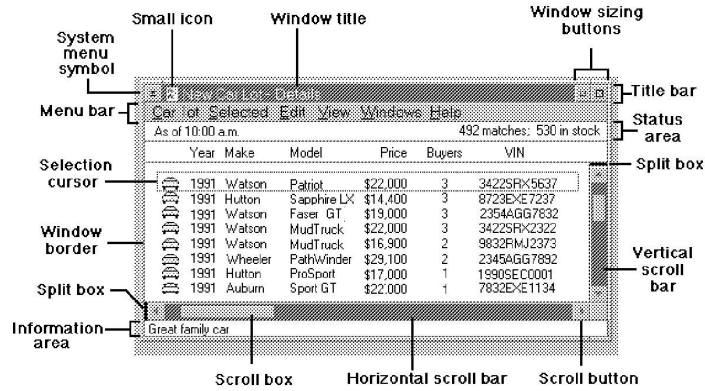 Small icon
Window title
Window sizing
buttons
System
menu
symbol
New Car Lot - Details
Title bar
Menu bar
Car ot Selected Edit View Windows Help
Status
area
As of 10:00 a.m. 492 matches; 530 in stock
Year Make Model Price Buyers VIN
Split box
Selection
cursor
1991 Watson Patriot $22,000 3 3422SRX5637
1991 Hutton Sapphire LX $14,400 3 8723EXE7237
1991 Watson Faser GT $19,000 3 2354AGG7832
1991 Watson MudTruck $22,000 3 3422SRX2322
1991 Watson MudTruck $16,900 2 9832RMJ2373
1991 Wheeler PathWinder $29,100 2 2345AGG7892
1991 Hutton ProSport $17,000 1 1990SEC0001
1991 Auburn Sport GT $22.000 1 7832EXE1134
Window
border
Vertical
scroll
bar
Split box
Information
area
Great family car
Scroll box
Horizontal scroll bar
Scroll button